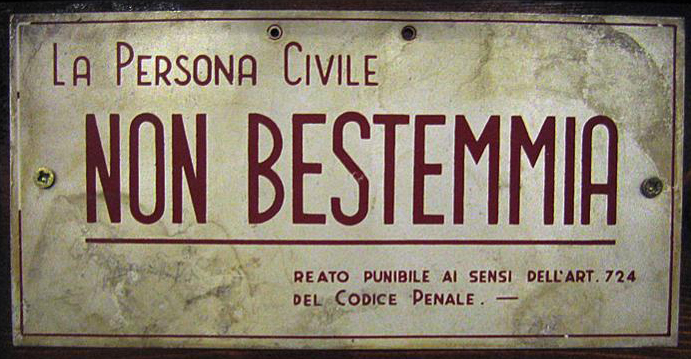 La Persona Civile
NON BESTEMMIA
REATO PUNIBILE AI SENSI DELL'ART. 724
DEL CODICE PENALE. —